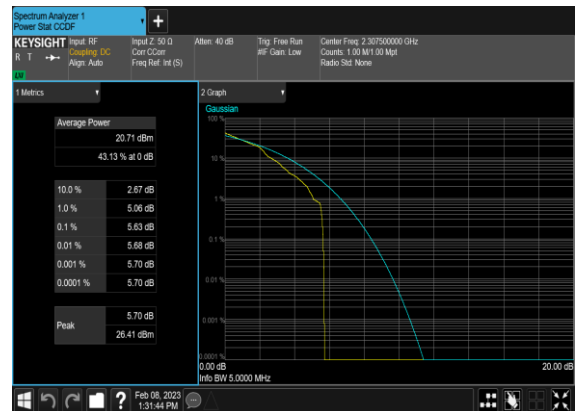 Spectrum Analyzer 1
Power Stat CCDF
+
KEYSIGHT
R T
LXI
Input: RF
Coupling: DC
Align: Auto
Input Z: 50 Ω
Corr CCorr
Freq Ref: Int (S)
Atten: 40 dB
Trig: Free Run
#IF Gain: Low
Center Freq: 2.307500000 GHz
Counts: 1.00 M/1.00 Mpt
Radio Std: None
1 Metrics
Average Power
20.71 dBm
43.13 % at 0 dB
10.0 % 2.67 dB
1.0 % 5.06 dB
0.1 % 5.63 dB
0.01 % 5.68 dB
0.001 % 5.70 dB
0.0001 % 5.70 dB
Peak
5.70 dB
26.41 dBm
2 Graph
Gaussian
100 %
10 %
1 %
0.1 %
0.01 %
0.001 %
0.0001 %
0.00 dB 20.00 dB
Info BW 5.0000 MHz
?
Feb 08, 2023
1:31:44 PM